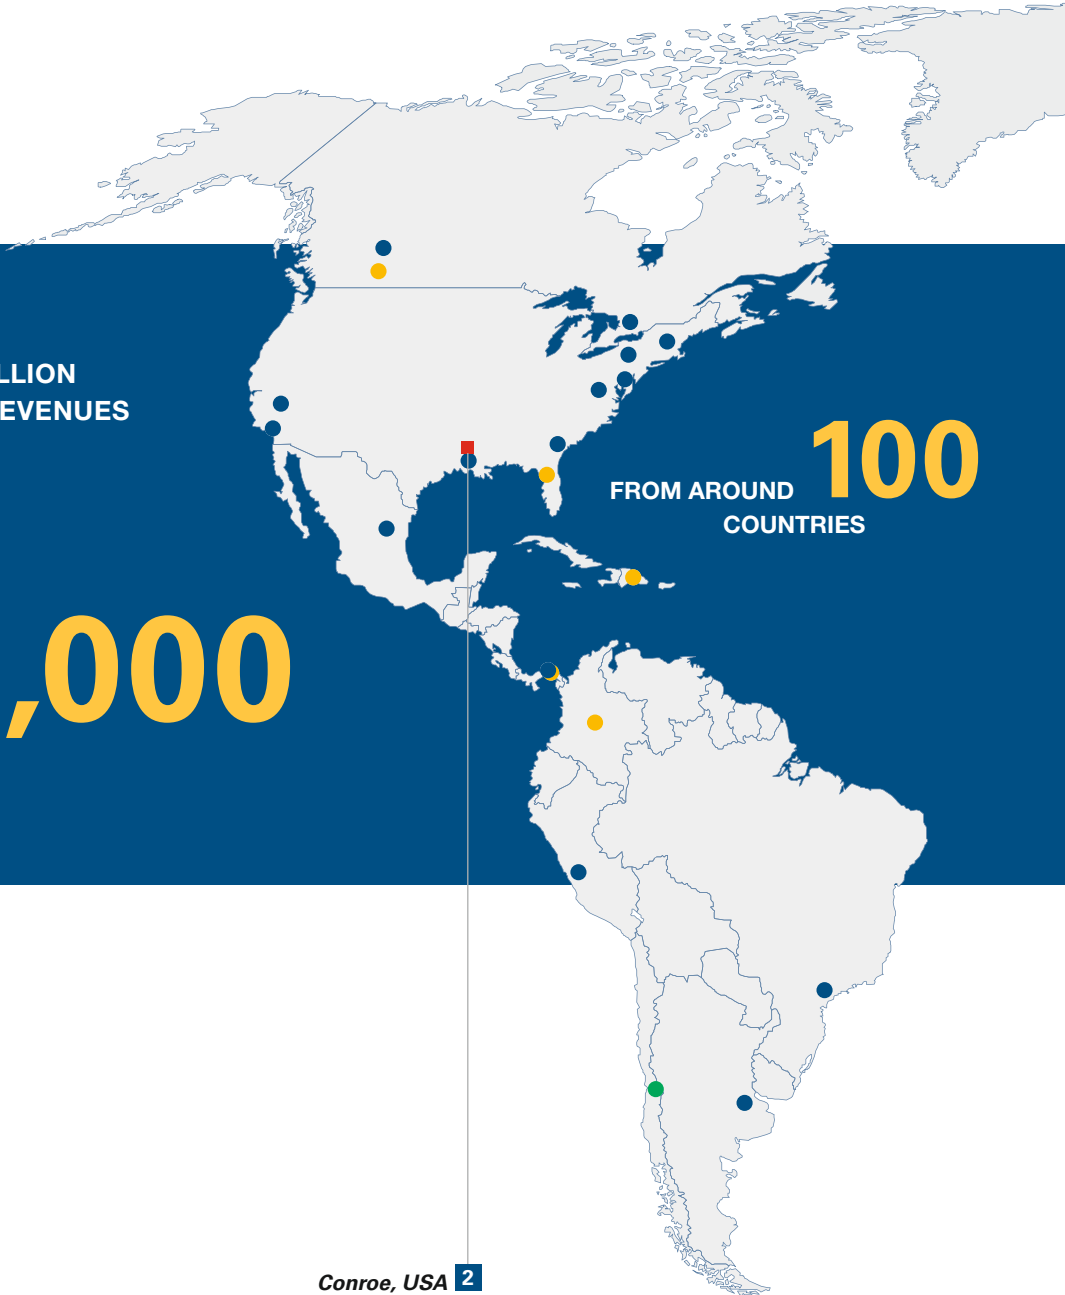 LLION
EVENUES
100
FROM AROUND
COUNTRIES
,000
Conroe, USA 2